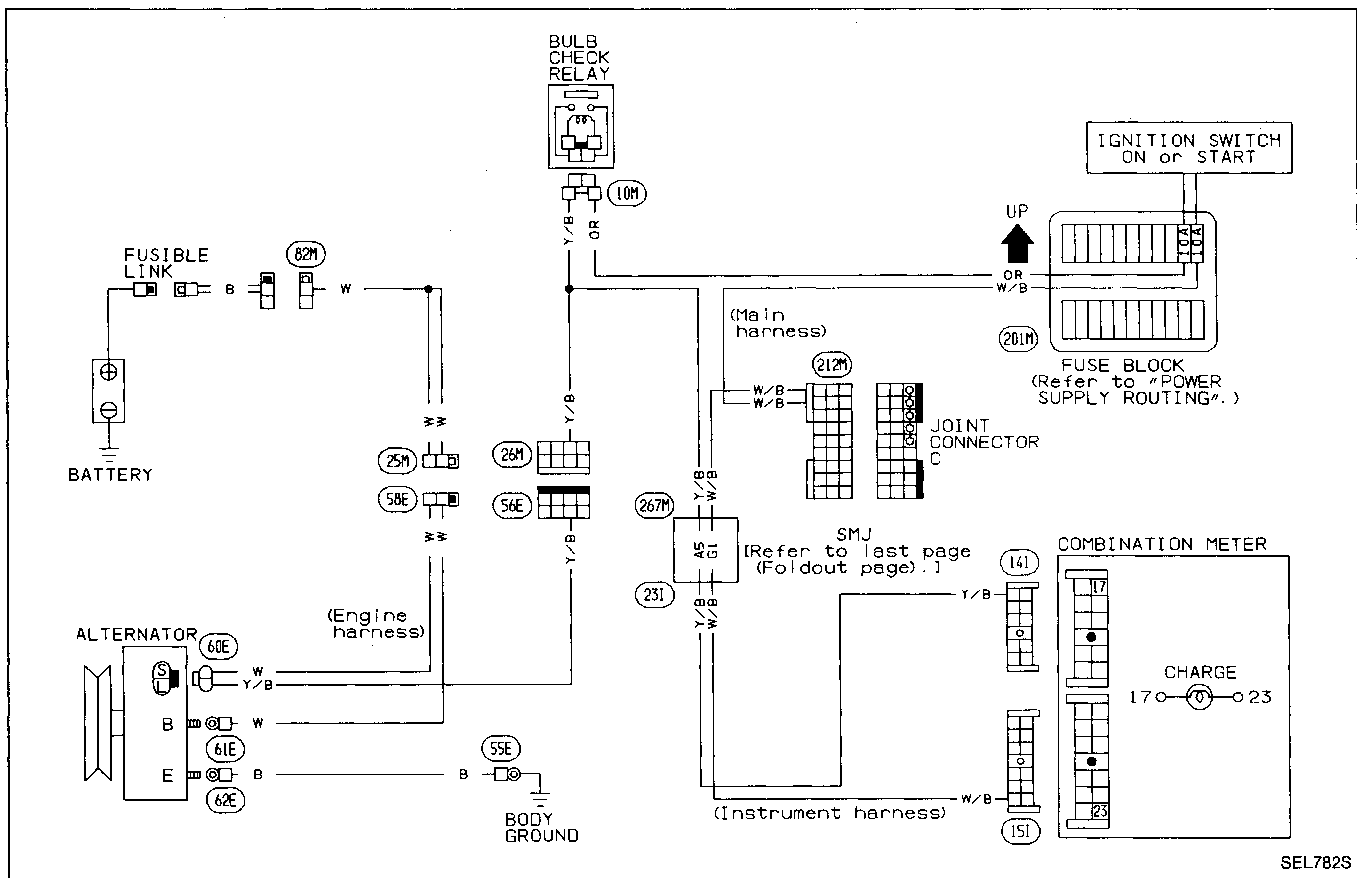 BULB
CHECK
RELAY
10M
Y/B
OR
IGNITION SWITCH
ON or START
UP
10A
10A
OR
W/B
201M
FUSE BLOCK
(Refer to "POWER
SUPPLY ROUTING".)
FUSIBLE
LINK
82M
B
W
BATTERY
W
W
25M
58E
W
W
Y/B
26M
56E
Y/B
(Main
harness)
212M
W/B
W/B
JOINT
CONNECTOR
C
Y/B
W/B
267M
A5
G1
SMJ
[Refer to last page
(Foldout page).]
23I
Y/B
W/B
14I
Y/B
COMBINATION METER
17
CHARGE
17
23
23
W/B
15I
(Instrument harness)
(Engine
harness)
ALTERNATOR
60E
S
L
W
Y/B
B
W
61E
E
B
B
62E
55E
BODY
GROUND
SEL782S